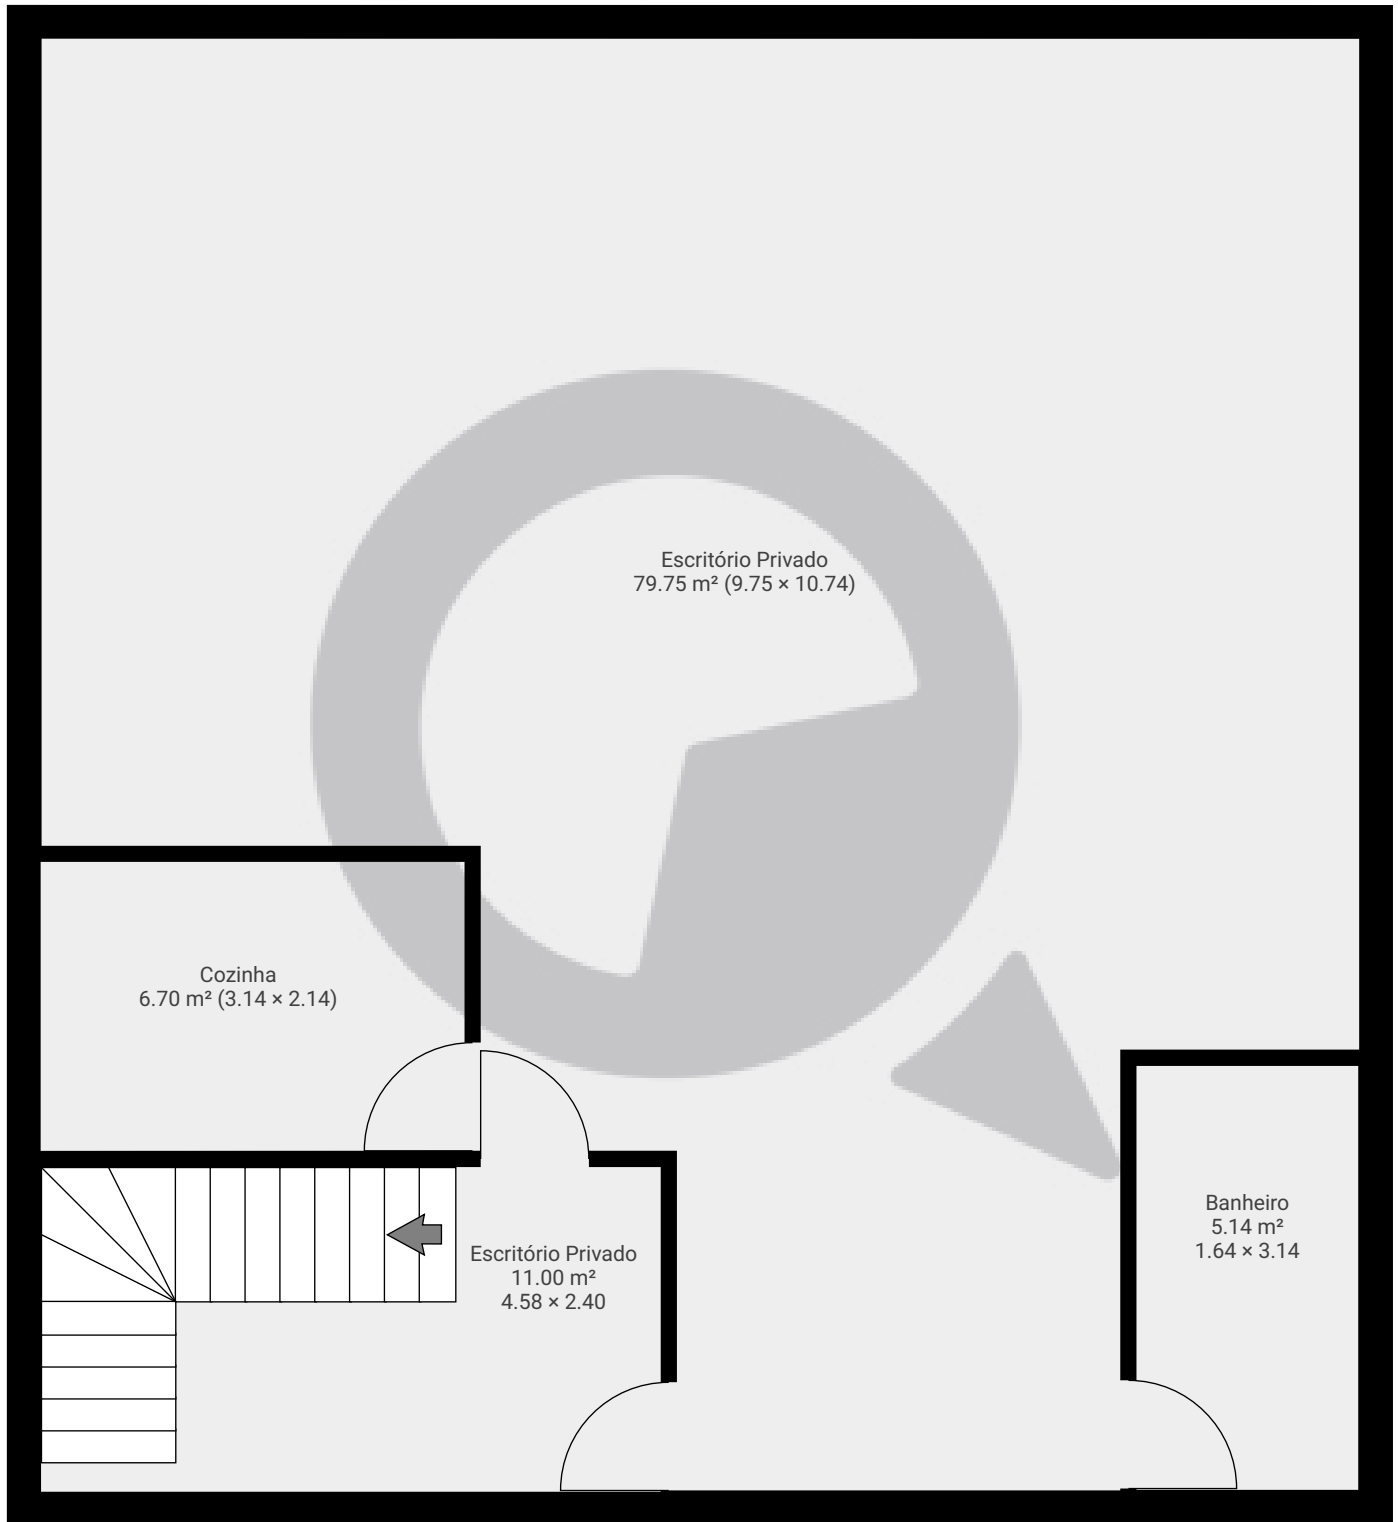 Escritório Privado
79.75 m² (9.75 × 10.74)
Cozinha
6.70 m² (3.14 × 2.14)
Banheiro
5.14 m²
1.64 × 3.14
Escritório Privado
11.00 m²
4.58 × 2.40